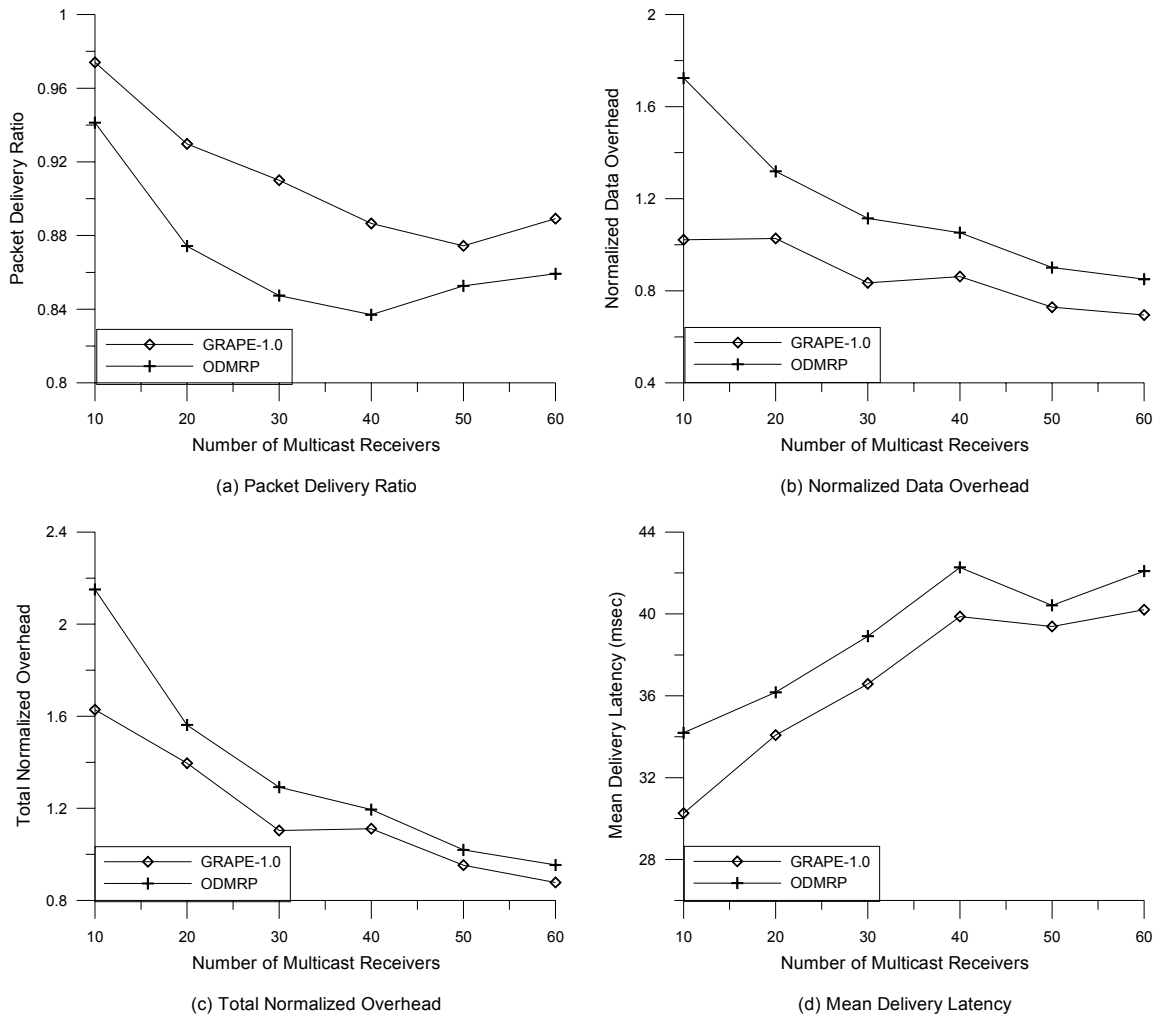 1
0.96
0.92
0.88
0.84
0.8
Packet Delivery Ratio
GRAPE-1.0
ODMRP
10 20 30 40 50 60
Number of Multicast Receivers
(a) Packet Delivery Ratio
2
1.6
1.2
0.8
0.4
Normalized Data Overhead
GRAPE-1.0
ODMRP
10 20 30 40 50 60
Number of Multicast Receivers
(b) Normalized Data Overhead
2.4
2
1.6
1.2
0.8
Total Normalized Overhead
GRAPE-1.0
ODMRP
10 20 30 40 50 60
Number of Multicast Receivers
(c) Total Normalized Overhead
44
40
36
32
28
Mean Delivery Latency (msec)
GRAPE-1.0
ODMRP
10 20 30 40 50 60
Number of Multicast Receivers
(d) Mean Delivery Latency